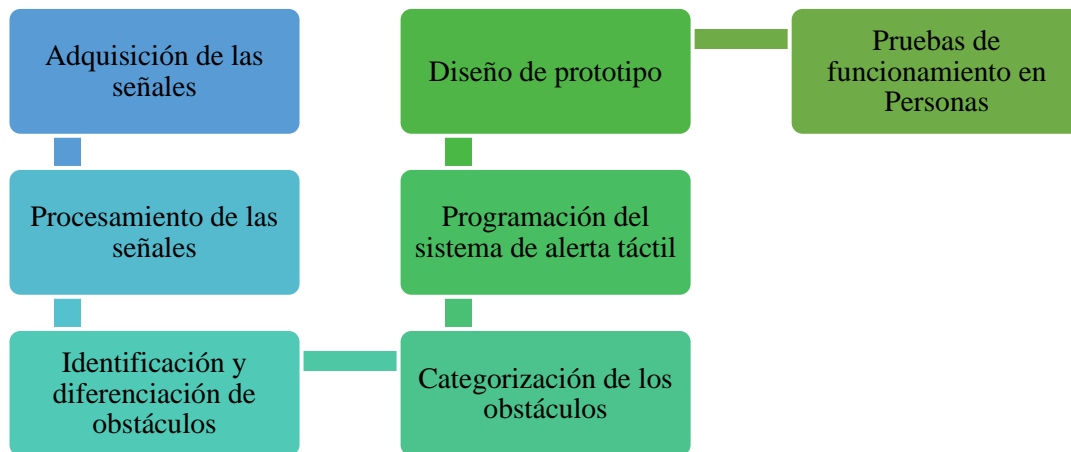 Adquisición de las
señales
Procesamiento de las
señales
Identificación y
diferenciación de
obstáculos
Categorización de los
obstáculos
Programación del
sistema de alerta táctil
Diseño de prototipo
Pruebas de
funcionamiento en
Personas